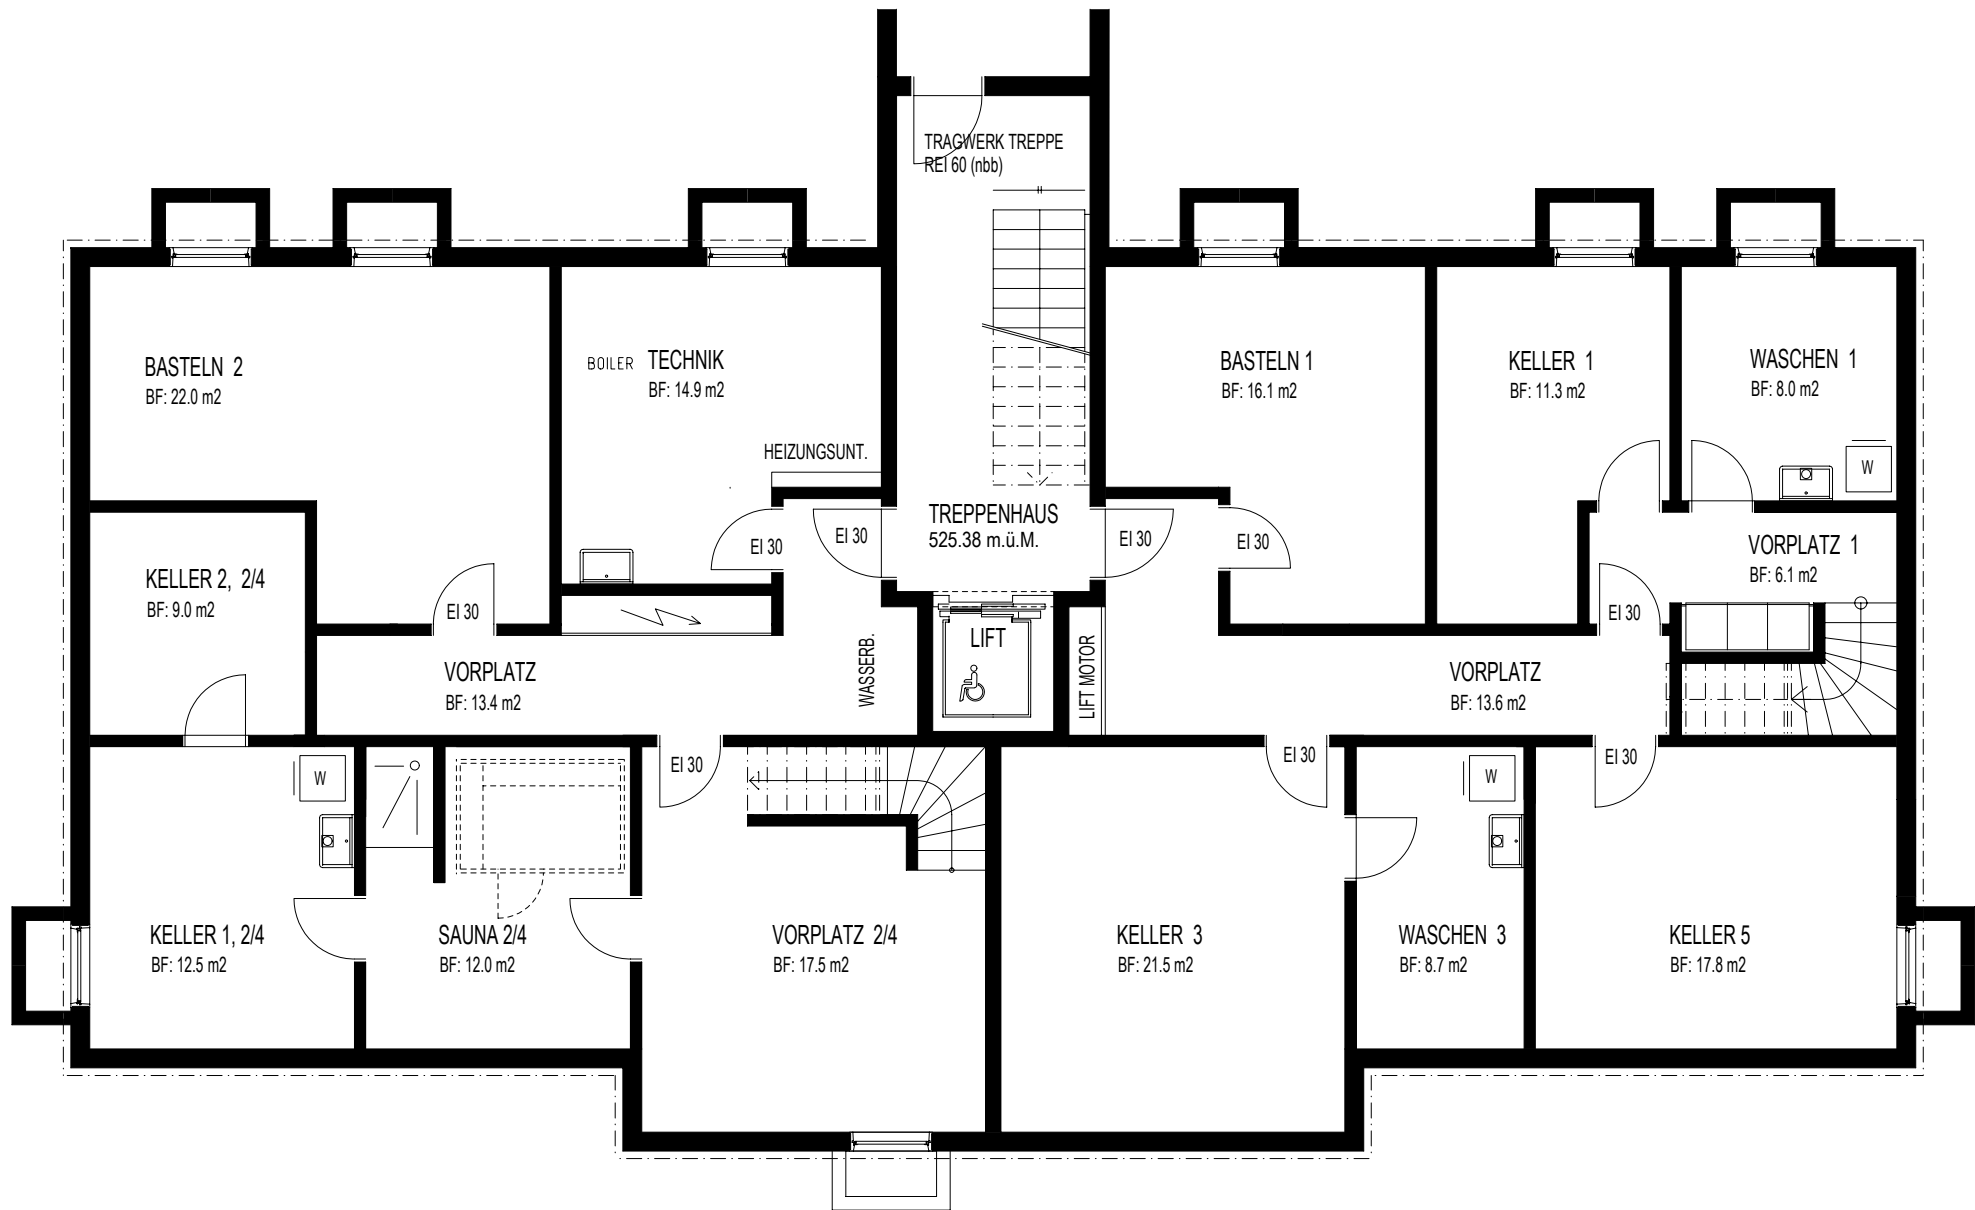 TRAGWERK TREPPE
REI 60 (nbb)
BASTELN 2
BF: 22.0 m2
BOILER
TECHNIK
BF: 14.9 m2
HEIZUNGSUNT.
BASTELN 1
BF: 16.1 m2
KELLER 1
BF: 11.3 m2
WASCHEN 1
BF: 8.0 m2
W
TREPPENHAUS
525.38 m.ü.M.
EI 30
EI 30
EI 30
EI 30
VORPLATZ 1
BF: 6.1 m2
KELLER 2, 2/4
BF: 9.0 m2
EI 30
EI 30
LIFT
WASSERB.
LIFT MOTOR
VORPLATZ
BF: 13.4 m2
VORPLATZ
BF: 13.6 m2
EI 30
EI 30
EI 30
W
W
KELLER 1, 2/4
BF: 12.5 m2
SAUNA 2/4
BF: 12.0 m2
VORPLATZ 2/4
BF: 17.5 m2
KELLER 3
BF: 21.5 m2
WASCHEN 3
BF: 8.7 m2
KELLER 5
BF: 17.8 m2